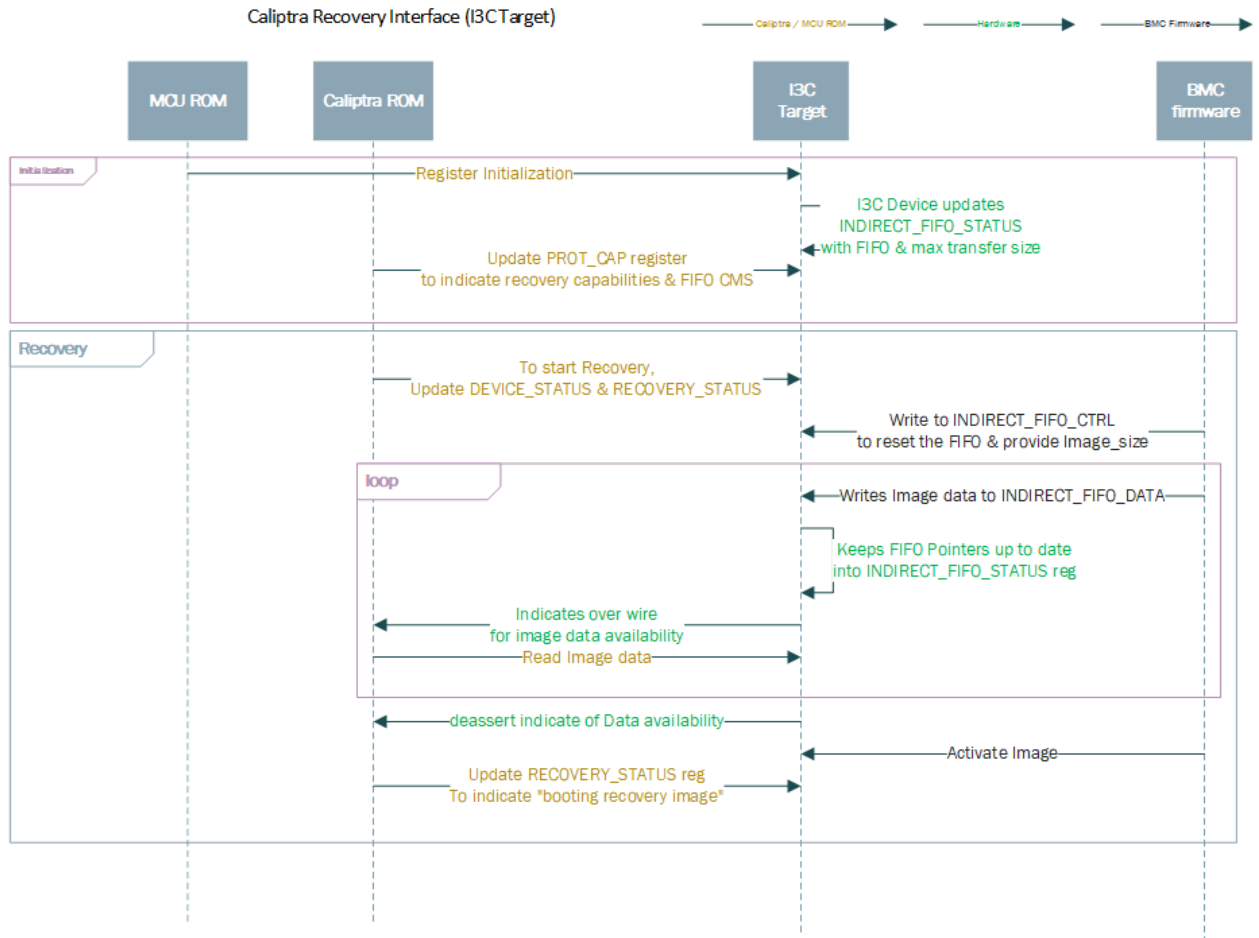 Caliptra Recovery Interface (I3C Target)
Caliptra / MCU ROM
Hardware
BMC Firmware
MCU ROM
Caliptra ROM
I3C
Target
BMC
firmware
Initialization
Register Initialization
I3C Device updates
INDIRECT_FIFO_STATUS
with FIFO & max transfer size
Update PROT_CAP register
to indicate recovery capabilities & FIFO CMS
Recovery
To start Recovery,
Update DEVICE_STATUS & RECOVERY_STATUS
Write to INDIRECT_FIFO_CTRL
to reset the FIFO & provide Image_size
loop
Writes Image data to INDIRECT_FIFO_DATA
Keeps FIFO Pointers up to date
into INDIRECT_FIFO_STATUS reg
Indicates over wire
for image data availability
Read Image data
deassert indicate of Data availability
Activate Image
Update RECOVERY_STATUS reg
To indicate "booting recovery image"